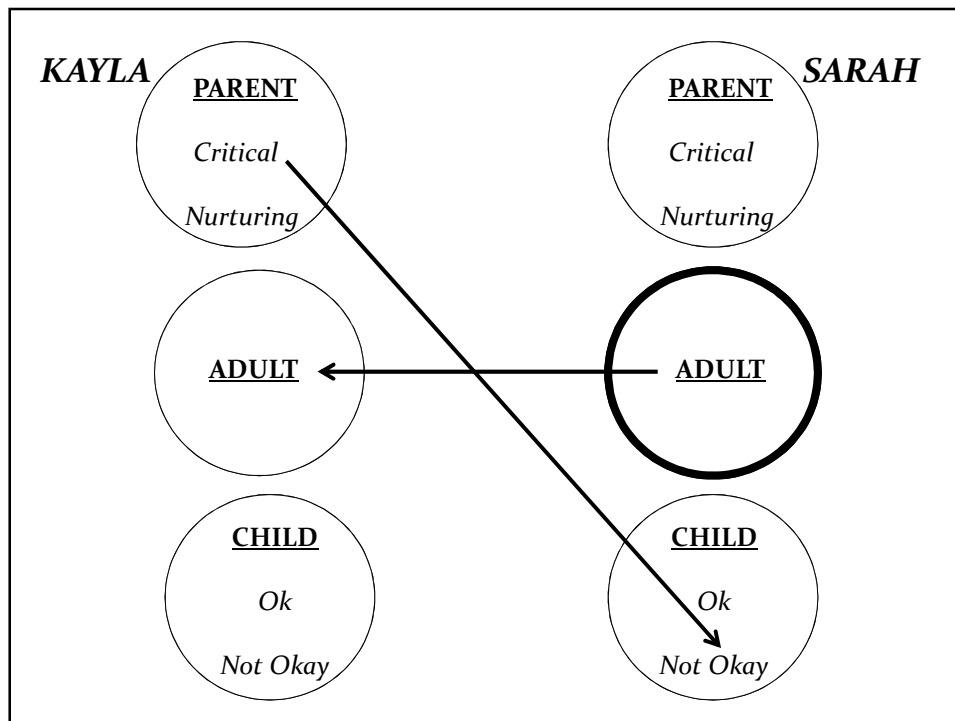 KAYLA
PARENT
Critical
Nurturing
ADULT
CHILD
Ok
Not Okay
SARAH
PARENT
Critical
Nurturing
ADULT
CHILD
Ok
Not Okay